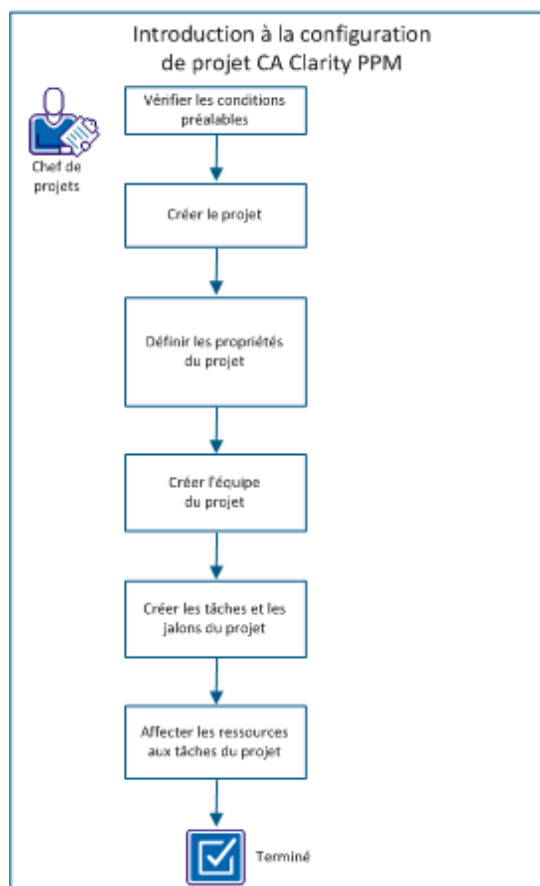 Introduction à la configuration
de projet CA Clarity PPM
Vérifier les conditions
préalables
Chef de
projets
Créer le projet
Définir les propriétés
du projet
Créer l'équipe
du projet
Créer les tâches et les
jalons du projet
Affecter les ressources
aux tâches du projet
Terminé